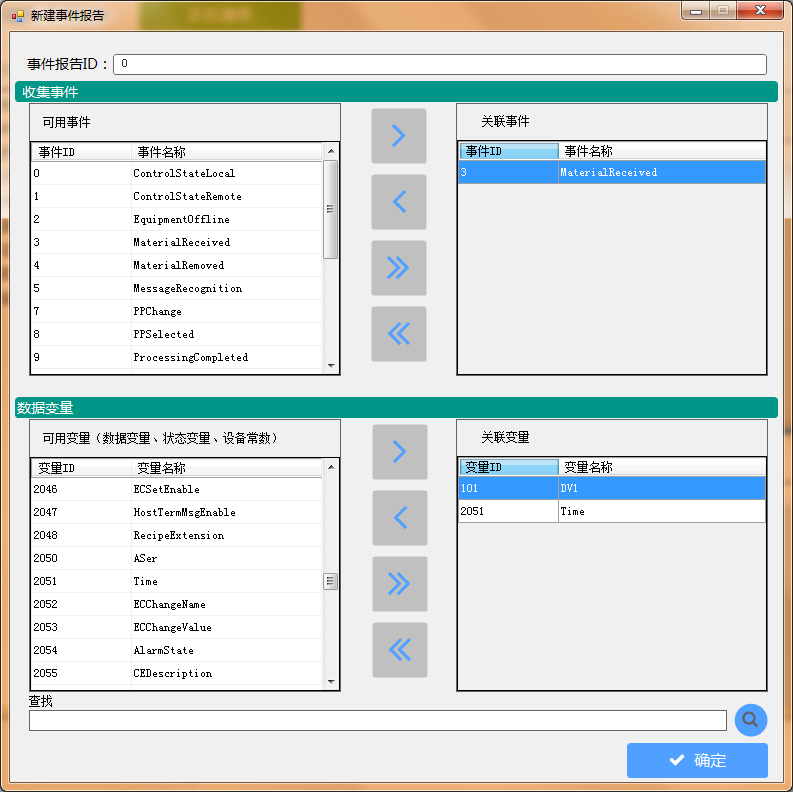 新建事件报告
事件报告ID： 0
收集事件
可用事件
事件ID 事件名称
0 ControlStateLocal
1 ControlStateRemote
2 EquipmentOffline
3 MaterialReceived
4 MaterialRemoved
5 MessageRecognition
7 PPChange
8 PPSelected
9 ProcessingCompleted
关联事件
事件ID 事件名称
3 MaterialReceived
数据变量
可用变量（数据变量、状态变量、设备常数）
变量ID 变量名称
2046 ECSetEnable
2047 HostTermMsgEnable
2048 RecipeExtension
2050 ASer
2051 Time
2052 ECChangeName
2053 ECChangeValue
2054 AlarmState
2055 CEDescription
关联变量
变量ID 变量名称
101 DV1
2051 Time
查找
确定